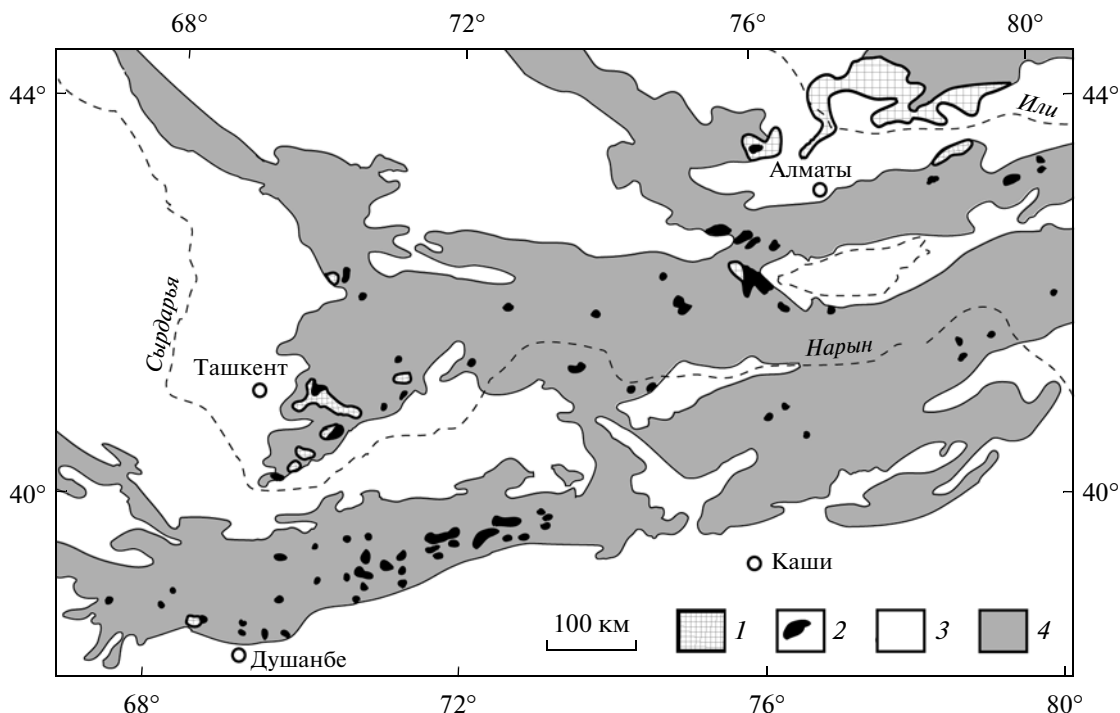 68° 72° 76° 80°
44° 44°
Или
Алматы
Сырдарья
Нарын
Ташкент
40° 40°
Каши
100 км 1 2 3 4
Душанбе
68° 72° 76° 80°